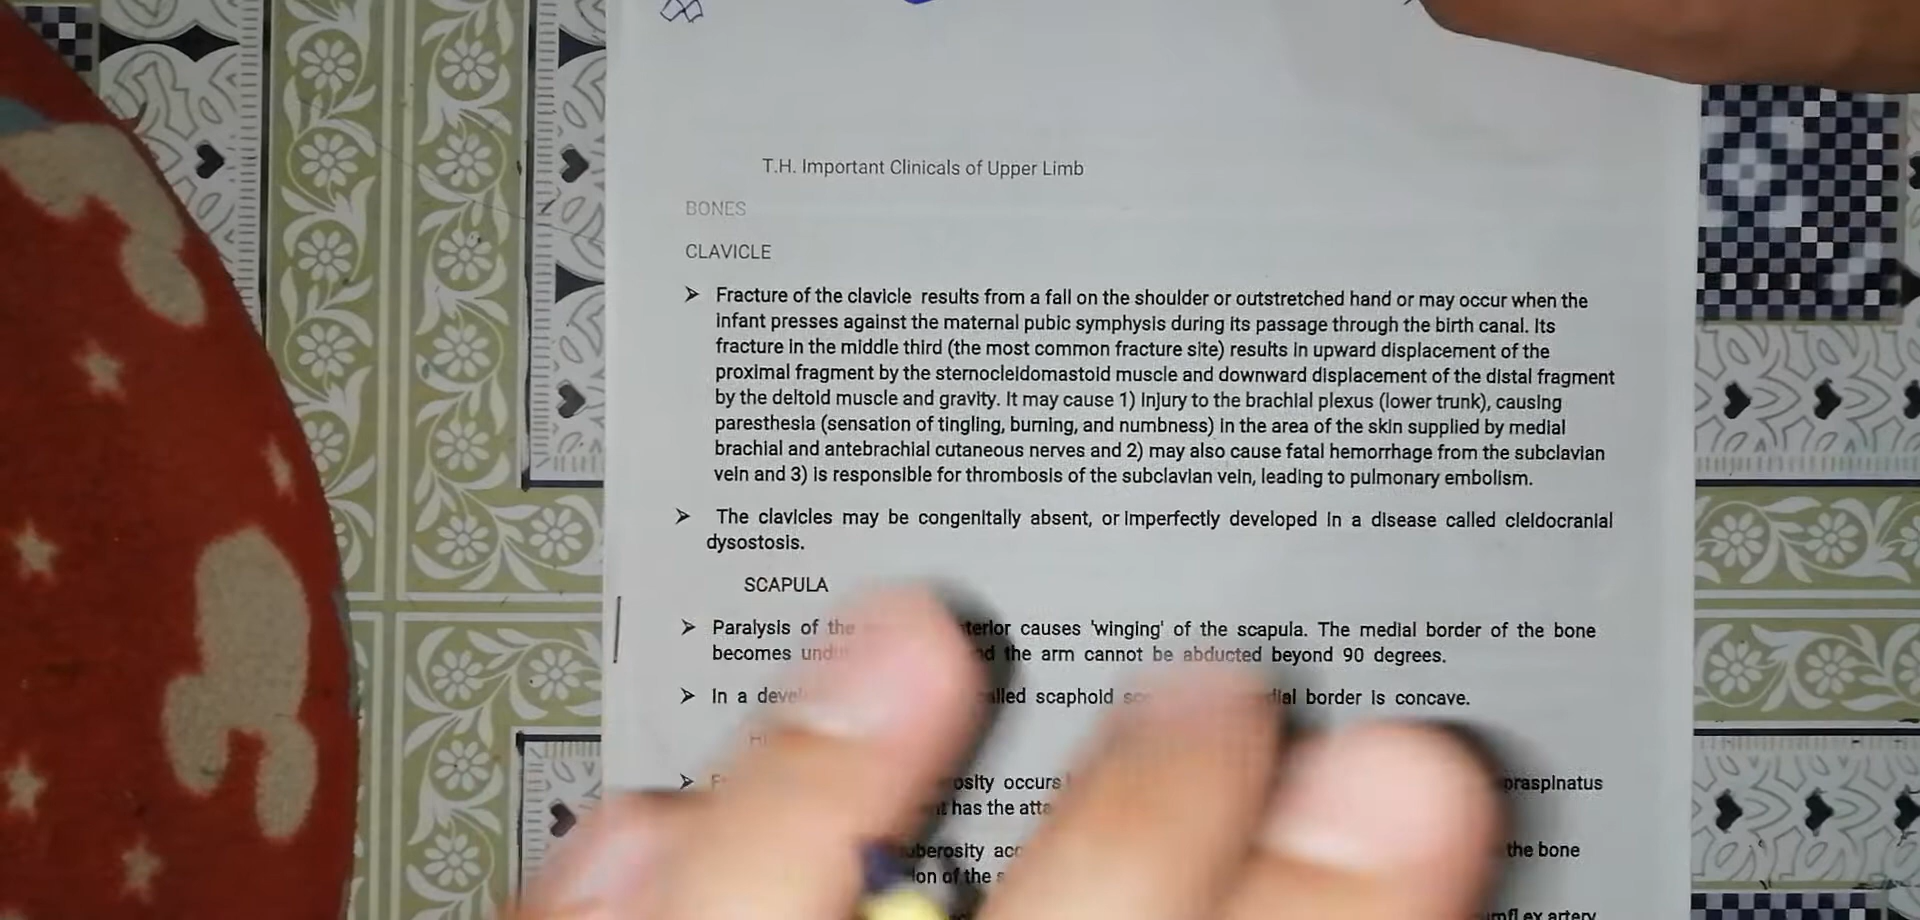 T.H. Important Clinicals of Upper Limb
BONES
CLAVICLE
➤ Fracture of the clavicle results from a fall on the shoulder or outstretched hand or may occur when the
infant presses against the maternal pubic symphysis during its passage through the birth canal. Its
fracture in the middle third (the most common fracture site) results in upward displacement of the
proximal fragment by the sternocleidomastoid muscle and downward displacement of the distal fragment
by the deltoid muscle and gravity. It may cause 1) injury to the brachial plexus (lower trunk), causing
paresthesia (sensation of tingling, burning, and numbness) in the area of the skin supplied by medial
brachial and antebrachial cutaneous nerves and 2) may also cause fatal hemorrhage from the subclavian
vein and 3) is responsible for thrombosis of the subclavian vein, leading to pulmonary embolism.
➤ The clavicles may be congenitally absent, or imperfectly developed in a disease called cleidocranial
dysostosis.
SCAPULA
➤ Paralysis of the causes 'winging' of the scapula. The medial border of the bone
becomes the arm cannot be abducted beyond 90 degrees.
➤ In a scaphoid border is concave.
➤ occurs
has the
the bone
of the
artery